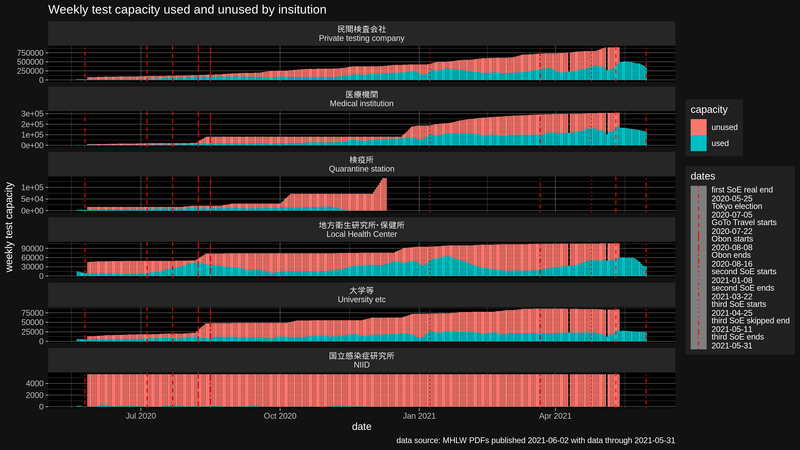 Weekly test capacity used and unused by insitution
民間検査会社
Private testing company
750000
500000
250000
0
医療機関
Medical institution
3e+05
2e+05
1e+05
0e+00
検疫所
Quarantine station
1e+05
5e+04
0e+00
地方衛生研究所・保健所
Local Health Center
90000
60000
30000
0
大学等
University etc
75000
50000
25000
0
国立感染症研究所
NIID
4000
2000
0
Jul 2020
Oct 2020
Jan 2021
Apr 2021
date
weekly test capacity
capacity
unused
used
dates
first SoE real end
2020-05-25
Tokyo election
2020-07-05
GoTo Travel starts
2020-07-22
Obon starts
2020-08-08
Obon ends
2020-08-16
second SoE starts
2021-01-08
second SoE ends
2021-03-22
third SoE starts
2021-04-25
third SoE skipped end
2021-05-11
third SoE ends
2021-05-31
data source: MHLW PDFs published 2021-06-02 with data through 2021-05-31